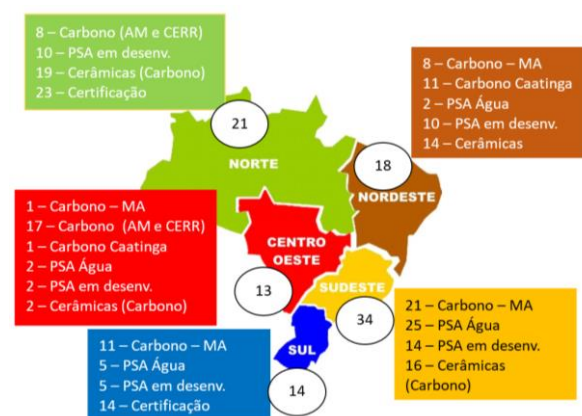 8 – Carbono (AM e CERR)
10 – PSA em desenv.
19 – Cerâmicas (Carbono)
23 – Certificação
8 – Carbono – MA
11 – Carbono Caatinga
2 – PSA Água
10 – PSA em desenv.
14 – Cerâmicas
21
NORTE
18
NORDESTE
1 – Carbono – MA
17 – Carbono (AM e CERR)
1 – Carbono Caatinga
2 – PSA Água
2 – PSA em desenv.
2 – Cerâmicas (Carbono)
CENTRO
OESTE
13
SUDESTE
34
21 – Carbono – MA
25 – PSA Água
14 – PSA em desenv.
16 – Cerâmicas
(Carbono)
11 – Carbono – MA
5 – PSA Água
5 – PSA em desenv.
14 – Certificação
SUL
14